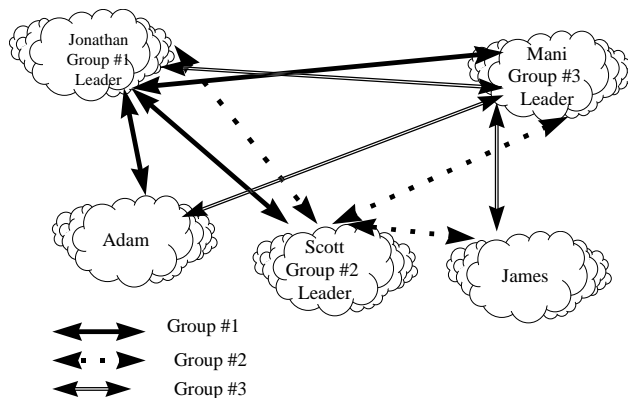 Jonathan
Group #1
Leader
Mani
Group #3
Leader
Adam
Scott
Group #2
Leader
James
Group #1
Group #2
Group #3